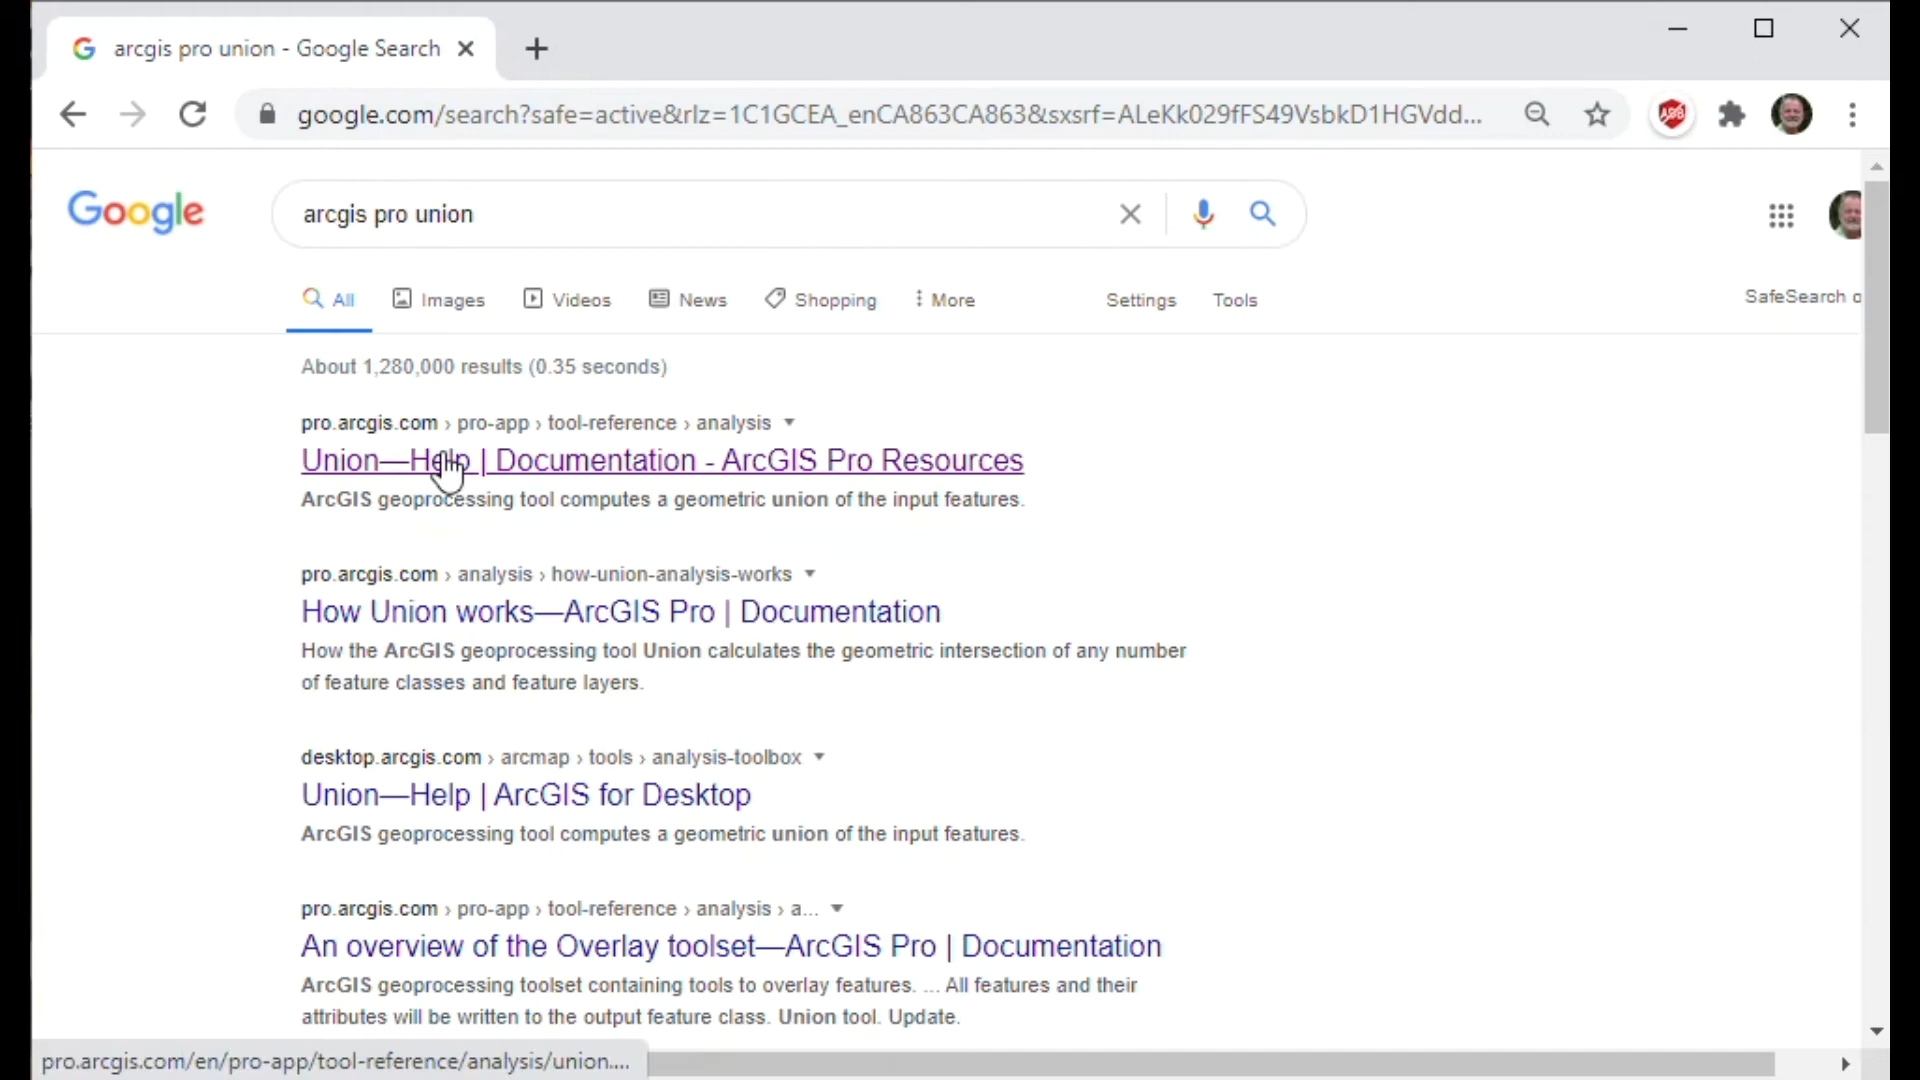 arcgis pro union - Google Search
google.com/search?safe=active&rlz=1C1GCEA_enCA863CA863&sxsrf=ALeKk029fFS49VsbkD1HGVdd...
ABP
Google
arcgis pro union
All Images Videos News Shopping More Settings Tools
SafeSearch o
About 1,280,000 results (0.35 seconds)
pro.arcgis.com › pro-app › tool-reference › analysis
Union—Help | Documentation - ArcGIS Pro Resources
ArcGIS geoprocessing tool computes a geometric union of the input features.
pro.arcgis.com › analysis › how-union-analysis-works
How Union works—ArcGIS Pro | Documentation
How the ArcGIS geoprocessing tool Union calculates the geometric intersection of any number
of feature classes and feature layers.
desktop.arcgis.com › arcmap › tools › analysis-toolbox
Union—Help | ArcGIS for Desktop
ArcGIS geoprocessing tool computes a geometric union of the input features.
pro.arcgis.com › pro-app › tool-reference › analysis › a...
An overview of the Overlay toolset—ArcGIS Pro | Documentation
ArcGIS geoprocessing toolset containing tools to overlay features. ... All features and their
attributes will be written to the output feature class. Union tool. Update.
pro.arcgis.com/en/pro-app/tool-reference/analysis/union....